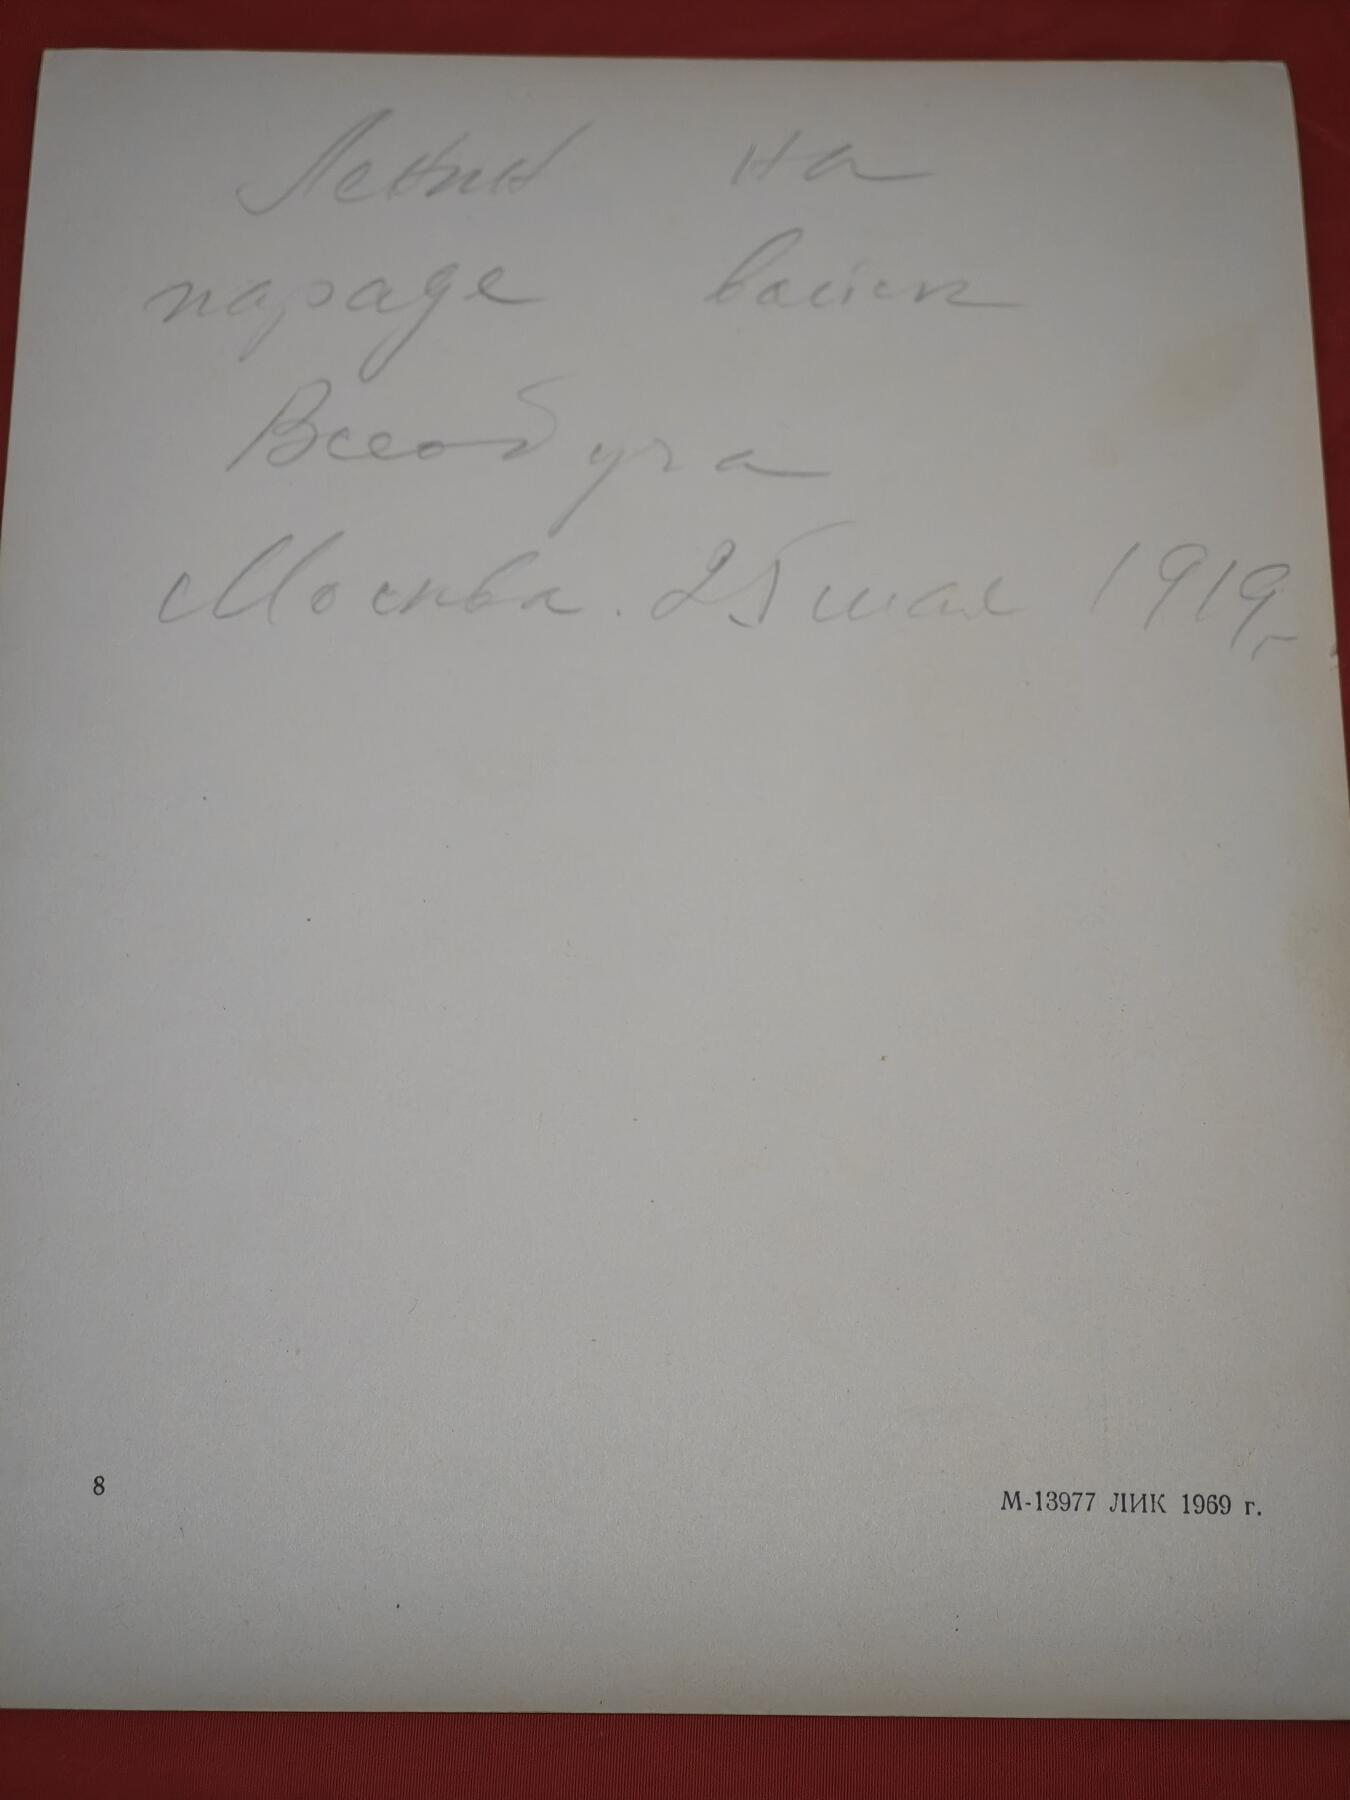 Ленин на
параде войск
Всеобуча
Москва. 25 мая 1919 г
8
М-13977 ЛИК 1969 г.